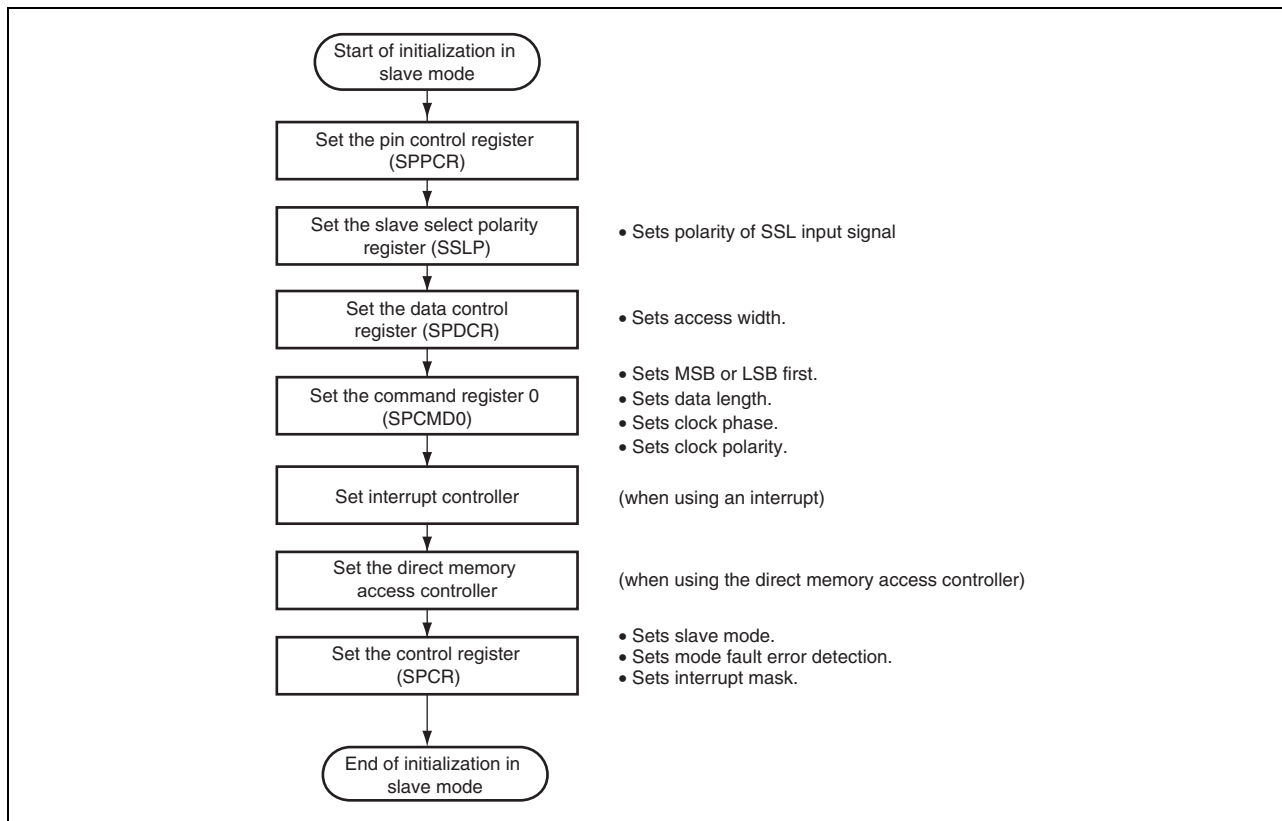 Start of initialization in
slave mode
Set the pin control register
(SPPCR)
Set the slave select polarity
register (SSLP)
• Sets polarity of SSL input signal
Set the data control
register (SPDCR)
• Sets access width.
Set the command register 0
(SPCMD0)
• Sets MSB or LSB first.
• Sets data length.
• Sets clock phase.
• Sets clock polarity.
Set interrupt controller
(when using an interrupt)
Set the direct memory
access controller
(when using the direct memory access controller)
Set the control register
(SPCR)
• Sets slave mode.
• Sets mode fault error detection.
• Sets interrupt mask.
End of initialization in
slave mode